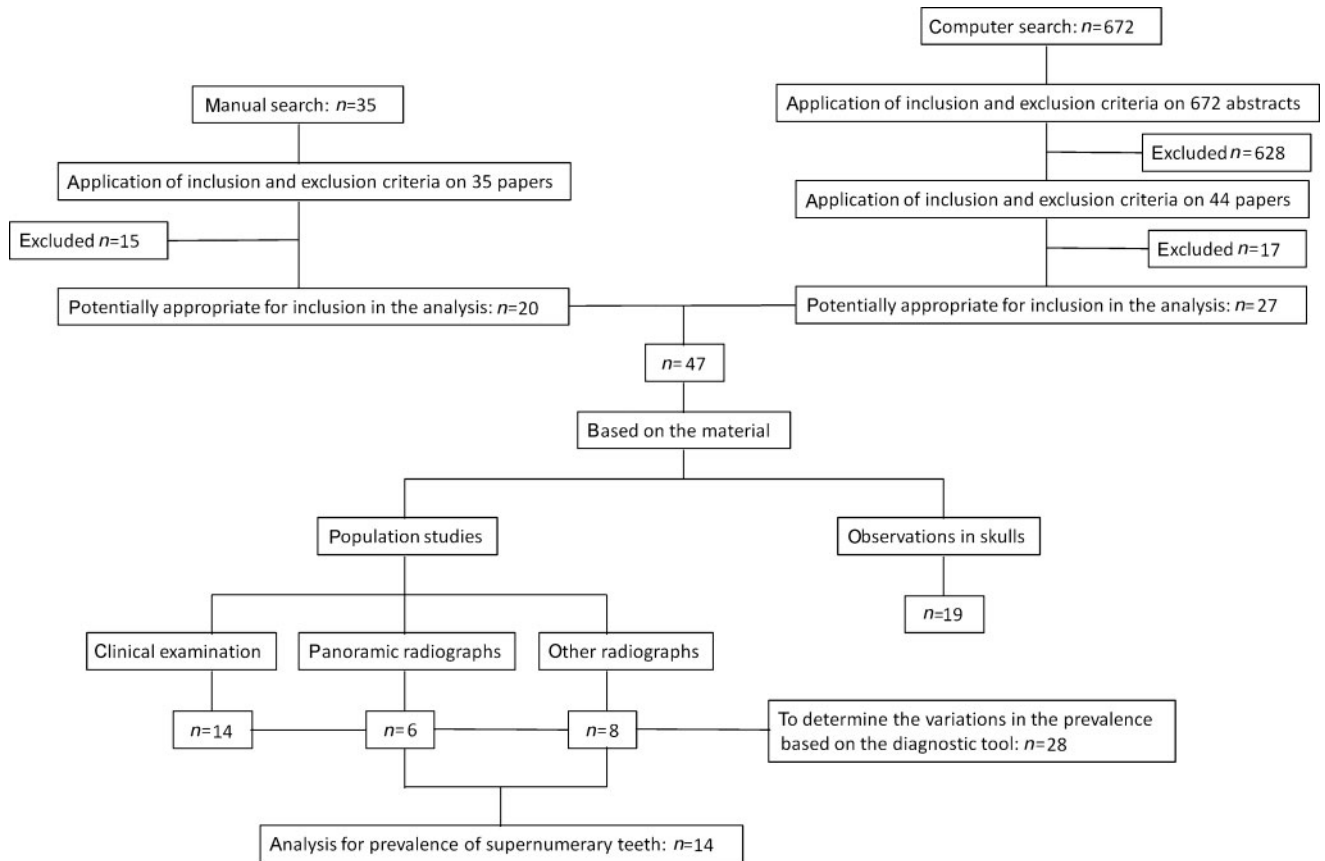 Computer search: n=672
Manual search: n=35
Application of inclusion and exclusion criteria on 672 abstracts
Excluded n=628
Application of inclusion and exclusion criteria on 35 papers
Application of inclusion and exclusion criteria on 44 papers
Excluded n=15
Excluded n=17
Potentially appropriate for inclusion in the analysis: n=20
Potentially appropriate for inclusion in the analysis: n=27
n=47
Based on the material
Population studies
Observations in skulls
n=19
Clinical examination
Panoramic radiographs
Other radiographs
n=14
n=6
n=8
To determine the variations in the prevalence
based on the diagnostic tool: n=28
Analysis for prevalence of supernumerary teeth: n=14